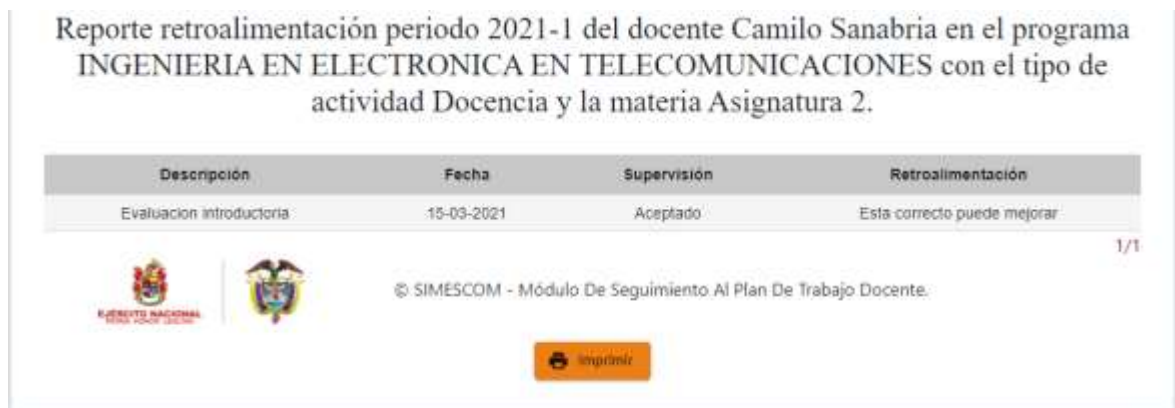 Reporte retroalimentación periodo 2021-1 del docente Camilo Sanabria en el programa
INGENIERIA EN ELECTRONICA EN TELECOMUNICACIONES con el tipo de
actividad Docencia y la materia Asignatura 2.
Descripción Fecha Supervisión Retroalimentación
Evaluacion introductoria 15-03-2021 Aceptado Esta correcto puede mejorar
1/1
EJÉRCITO NACIONAL
© SIMESCOM - Módulo De Seguimiento Al Plan De Trabajo Docente.
Imprimir